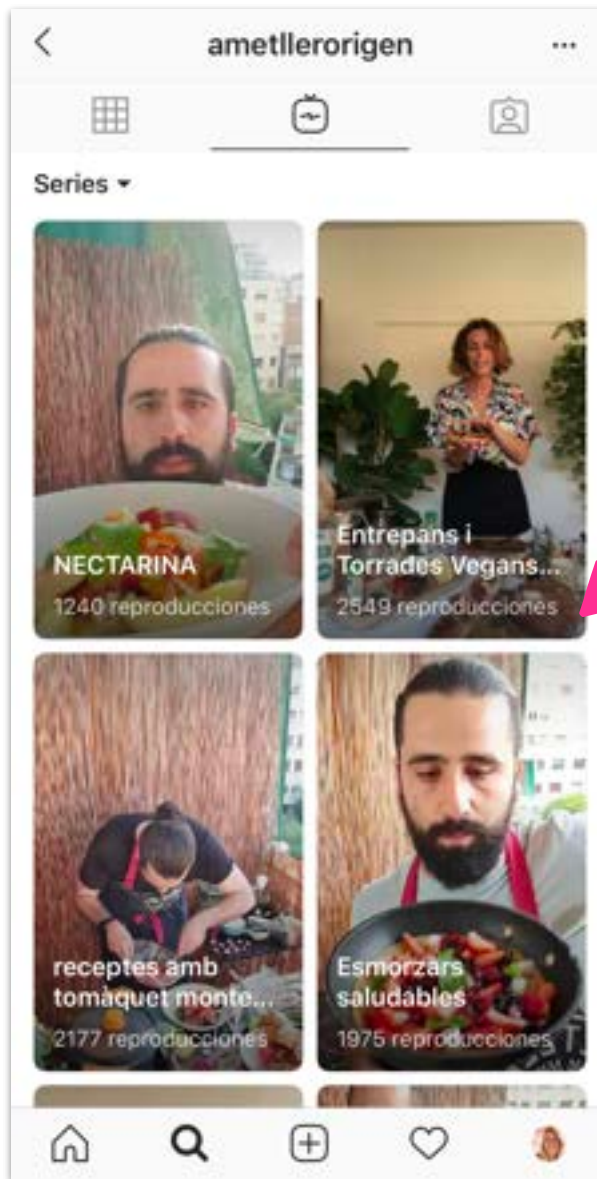 ametllerorigen
Series
NECTARINA
1240 reproducciones
Entrepans i
Torrades Vegans...
2549 reproducciones
receptes amb
tomàquet monte...
2177 reproducciones
Esmorzars
saludables
1975 reproducciones